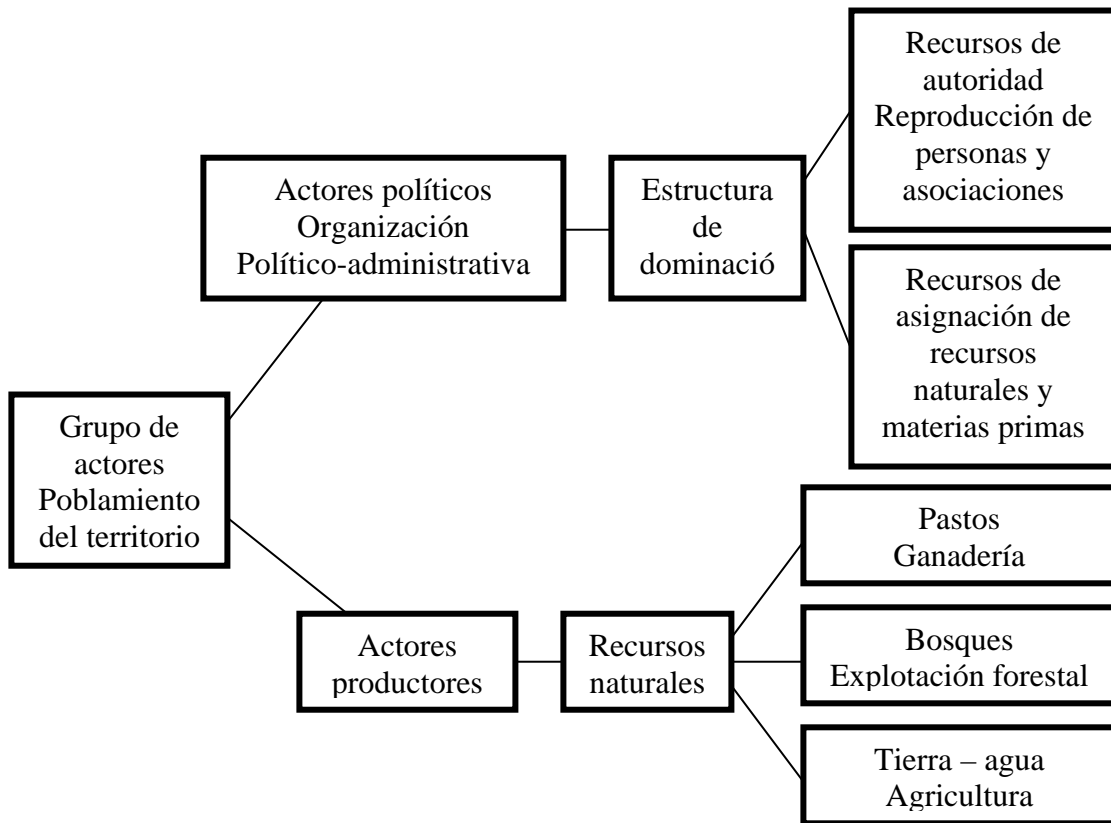 Recursos de
autoridad
Reproducción de
personas y
asociaciones
Actores políticos
Organización
Político-administrativa
Estructura
de
dominació
Recursos de
asignación de
recursos
naturales y
materias primas
Grupo de
actores
Poblamiento
del territorio
Pastos
Ganadería
Actores
productores
Recursos
naturales
Bosques
Explotación forestal
Tierra – agua
Agricultura